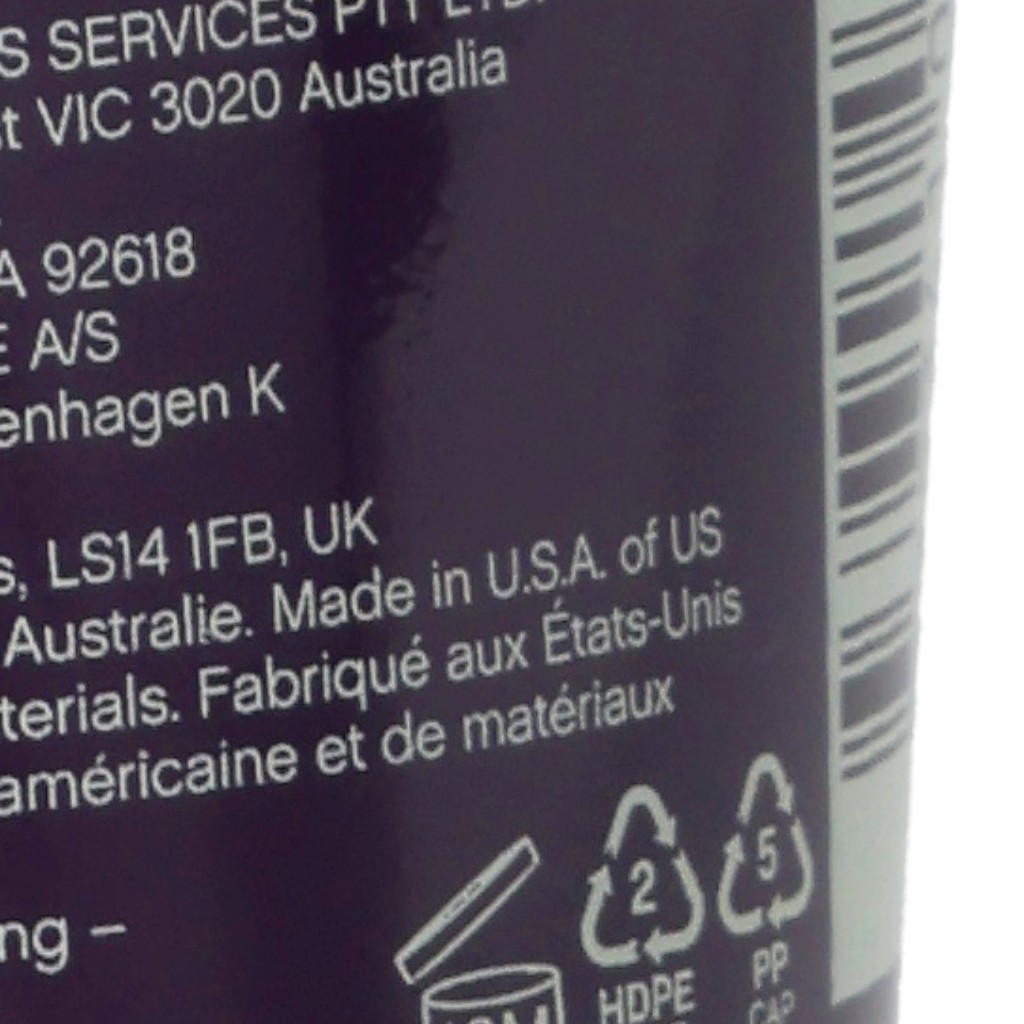 S SERVICES PTY LTD.
t VIC 3020 Australia
A 92618
E A/S
enhagen K
s, LS14 1FB, UK
Australie. Made in U.S.A. of US
terials. Fabriqué aux États-Unis
américaine et de matériaux
ng –
2
5
HDPE
PP
CAP